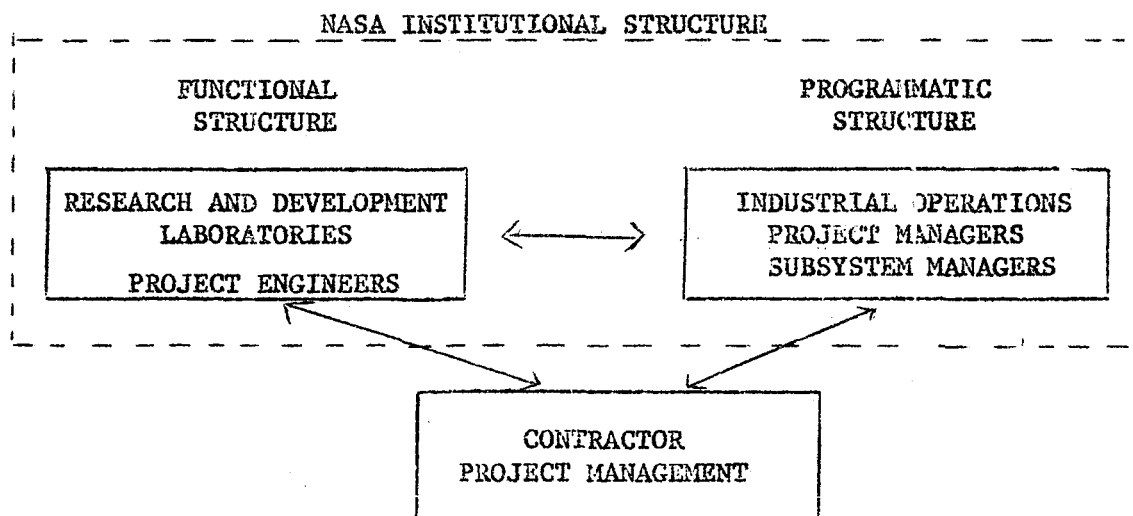 NASA INSTITUTIONAL STRUCTURE
FUNCTIONAL
STRUCTURE
RESEARCH AND DEVELOPMENT
LABORATORIES
PROJECT ENGINEERS
PROGRAMMATIC
STRUCTURE
INDUSTRIAL OPERATIONS
PROJECT MANAGERS
SUBSYSTEM MANAGERS
CONTRACTOR
PROJECT MANAGEMENT